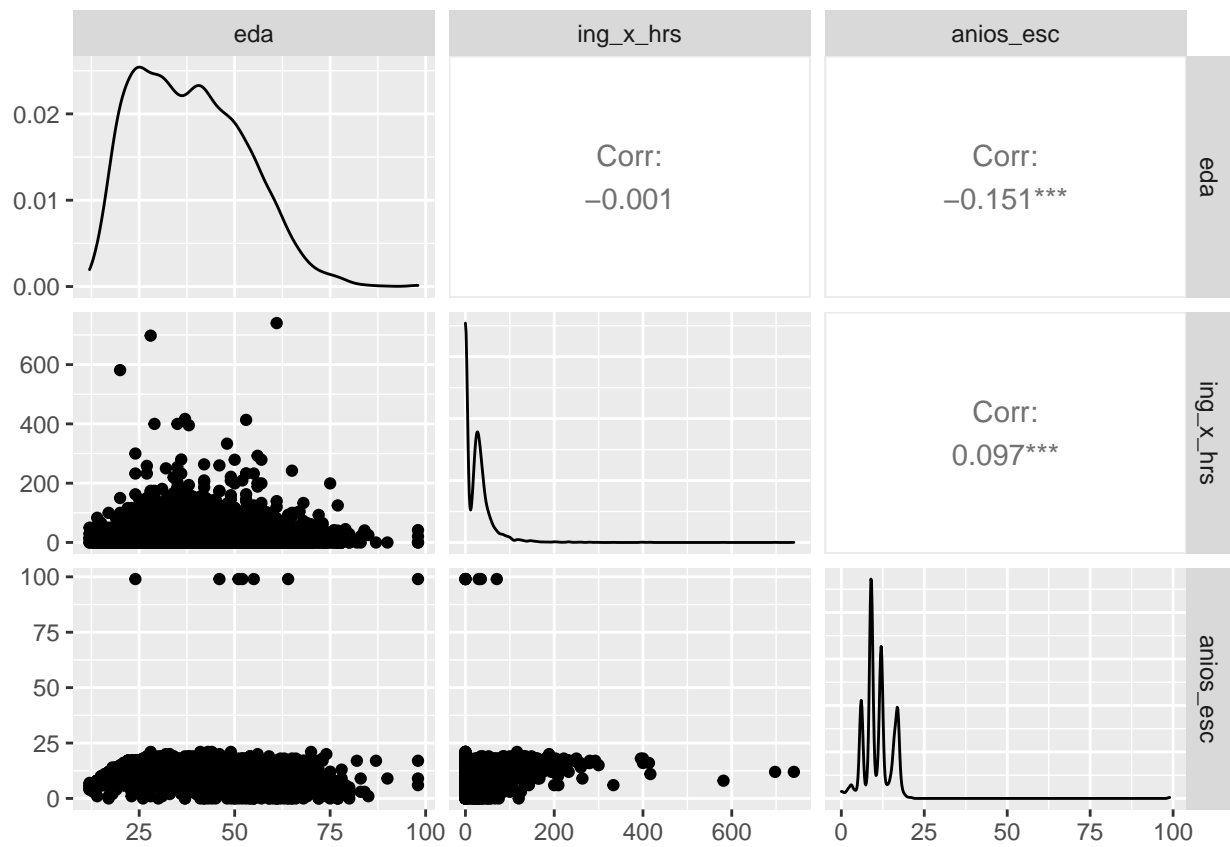 eda ing_x_hrs anios_esc
0.02
0.01
0.00
Corr:
−0.001
Corr:
−0.151***
eda
600
400
200
0
Corr:
0.097***
ing_x_hrs
100
75
50
25
0
anios_esc
25 50 75 100 0 200 400 600 0 25 50 75 100